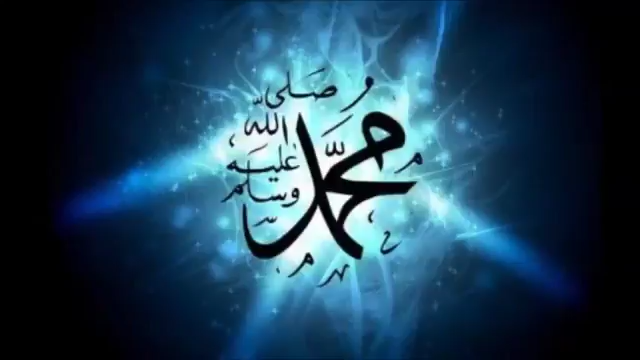 محمد
صلى
الله
عليه
وسلم